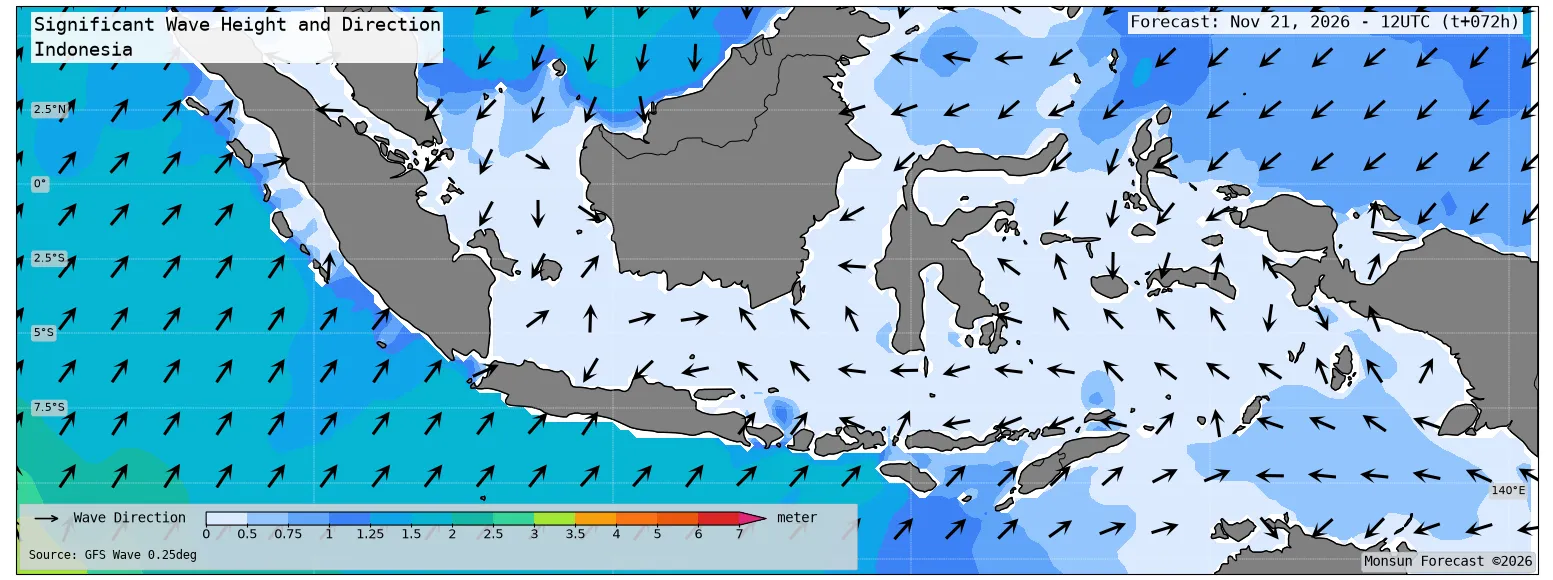 Significant Wave Height and Direction
Indonesia
Forecast: Nov 21, 2026 - 12UTC (t+072h)
2.5°N
0°
2.5°S
5°S
7.5°S
140°E
Wave Direction
meter
0 0.5 0.75 1 1.25 1.5 2 2.5 3 3.5 4 5 6 7
Source: GFS Wave 0.25deg
Monsun Forecast ©2026